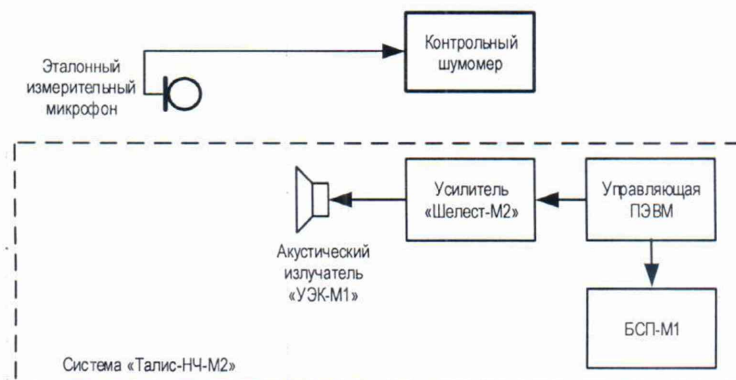 Контрольный
шумомер
Эталонный
измерительный
микрофон
Усилитель
«Шелест-М2»
Управляющая
ПЭВМ
Акустический
излучатель
«УЭК-М1»
БСП-М1
Система «Талис-НЧ-М2»